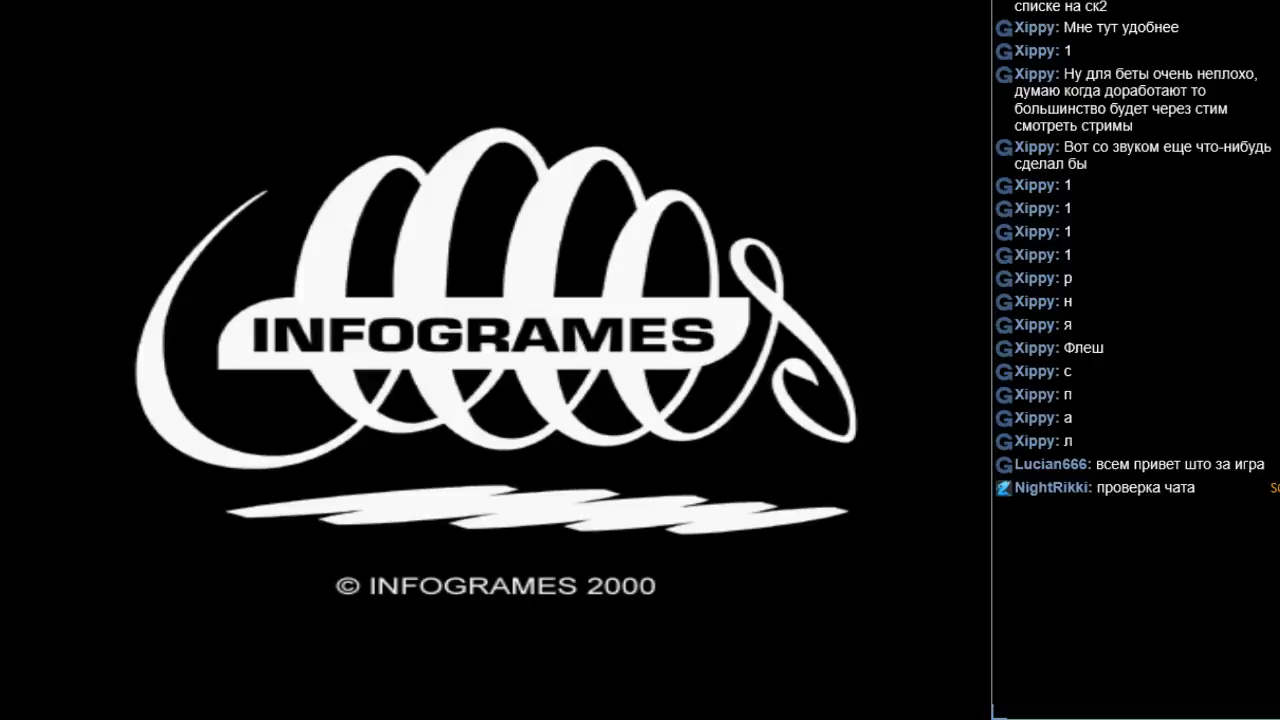 INFOGRAMES
© INFOGRAMES 2000
списке на ск2
Xippy: Мне тут удобнее
Xippy: 1
Xippy: Ну для беты очень неплохо,
думаю когда доработают то
большинство будет через стим
смотреть стримы
Xippy: Вот со звуком еще что-нибудь
сделал бы
Xippy: 1
Xippy: 1
Xippy: 1
Xippy: 1
Xippy: р
Xippy: н
Xippy: я
Xippy: Флеш
Xippy: с
Xippy: п
Xippy: а
Xippy: л
Lucian666: всем привет што за игра
NightRikki: проверка чата